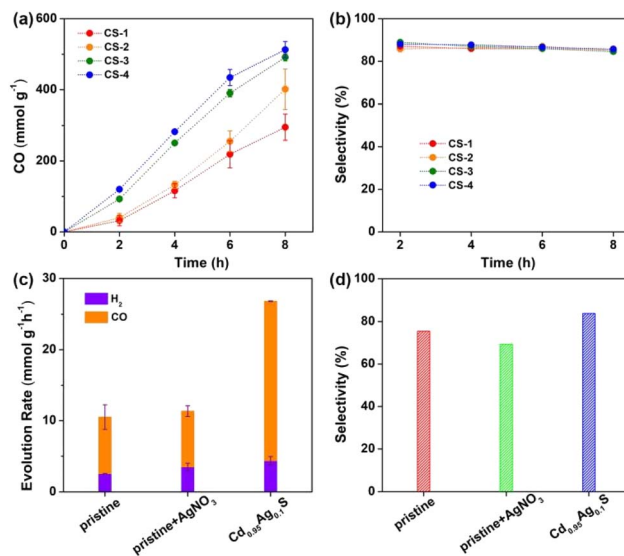 (a)
CS-1
CS-2
CS-3
CS-4
600
400
200
0
CO (mmol g⁻¹)
0 2 4 6 8
Time (h)
(b)
100
80
60
40
20
0
Selectivity (%)
CS-1
CS-2
CS-3
CS-4
2 4 6 8
Time (h)
(c)
H₂
CO
30
20
10
0
Evolution Rate (mmol g⁻¹h⁻¹)
pristine
pristine+AgNO₃
Cd₀.₉₅Ag₀.₁S
(d)
100
80
60
40
20
0
Selectivity (%)
pristine
pristine+AgNO₃
Cd₀.₉₅Ag₀.₁S